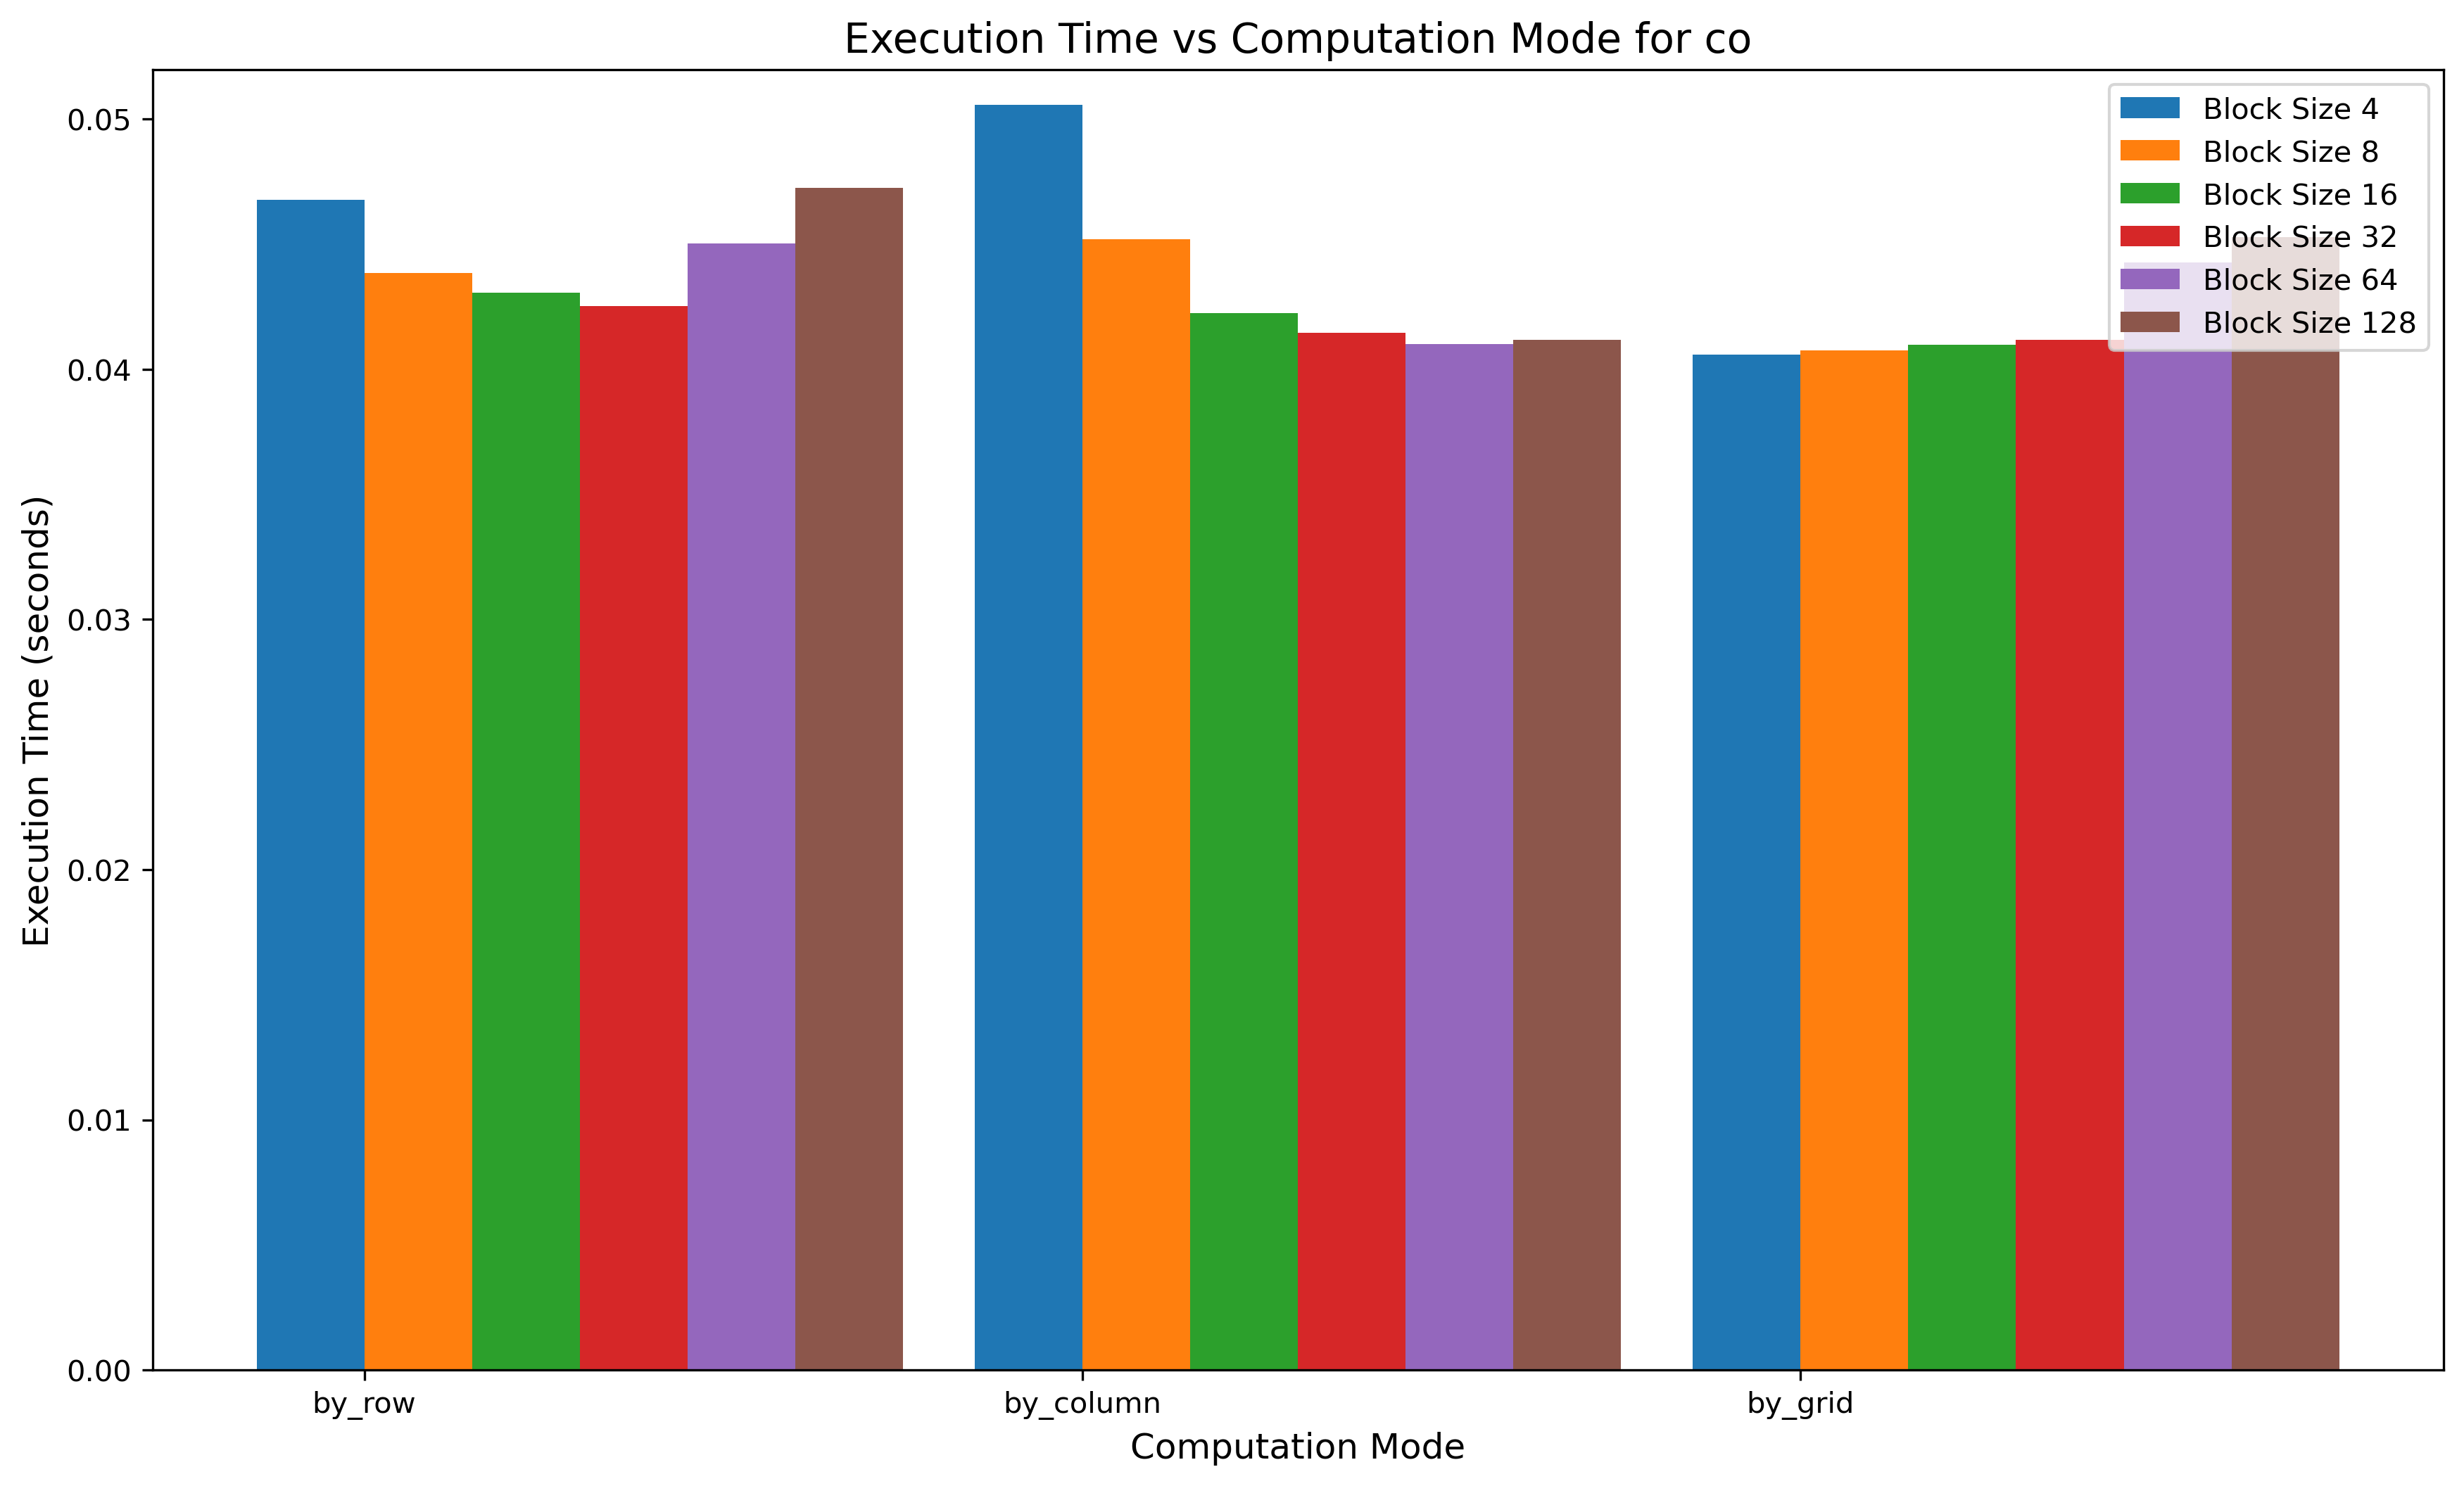 Execution Time vs Computation Mode for co
Block Size 4
Block Size 8
Block Size 16
Block Size 32
Block Size 64
Block Size 128
Execution Time (seconds)
0.05
0.04
0.03
0.02
0.01
0.00
by_row
by_column
by_grid
Computation Mode